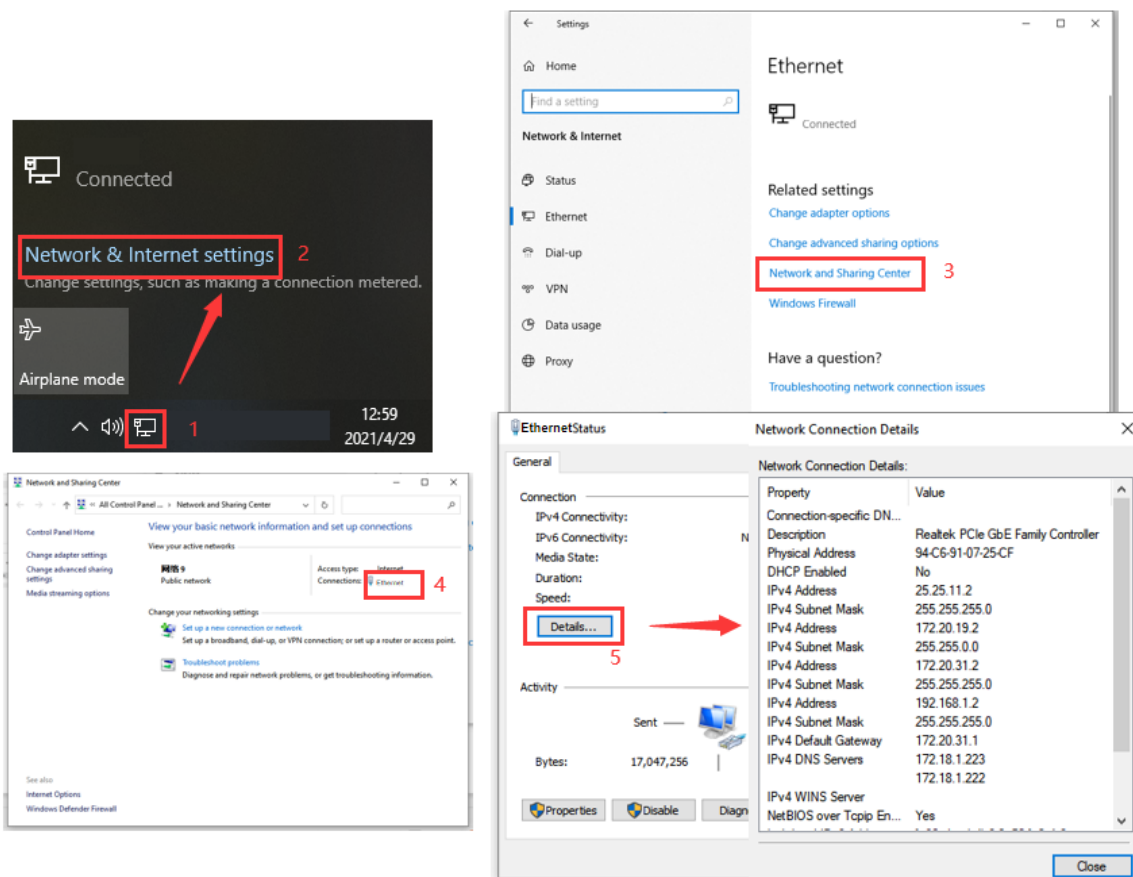 Connected
Network & Internet settings 2
Change settings, such as making a connection metered.
Airplane mode
1
12:59
2021/4/29
Settings
Home
Find a setting
Network & Internet
Status
Ethernet
Dial-up
VPN
Data usage
Proxy
Ethernet
Connected
Related settings
Change adapter options
Change advanced sharing options
Network and Sharing Center 3
Windows Firewall
Have a question?
Troubleshooting network connection issues
Network and Sharing Center
« All Control Panel ... > Network and Sharing Center
Control Panel Home
Change adapter settings
Change advanced sharing
settings
Media streaming options
View your basic network information and set up connections
View your active networks
网络 9
Public network
Access type: Internet
Connections: Ethernet 4
Change your networking settings
Set up a new connection or network
Set up a broadband, dial-up, or VPN connection; or set up a router or access point.
Troubleshoot problems
Diagnose and repair network problems, or get troubleshooting information.
See also
Internet Options
Windows Defender Firewall
EthernetStatus
General
Connection
IPv4 Connectivity:
IPv6 Connectivity: N
Media State:
Duration:
Speed:
Details...
5
Activity
Sent
Bytes: 17,047,256
Properties
Disable
Diagn
Network Connection Details
Network Connection Details:
Property Value
Connection-specific DN...
Description Realtek PCIe GbE Family Controller
Physical Address 94-C6-91-07-25-CF
DHCP Enabled No
IPv4 Address 25.25.11.2
IPv4 Subnet Mask 255.255.255.0
IPv4 Address 172.20.19.2
IPv4 Subnet Mask 255.255.0.0
IPv4 Address 172.20.31.2
IPv4 Subnet Mask 255.255.255.0
IPv4 Address 192.168.1.2
IPv4 Subnet Mask 255.255.255.0
IPv4 Default Gateway 172.20.31.1
IPv4 DNS Servers 172.18.1.223
172.18.1.222
IPv4 WINS Server
NetBIOS over Tcpip En... Yes
Close